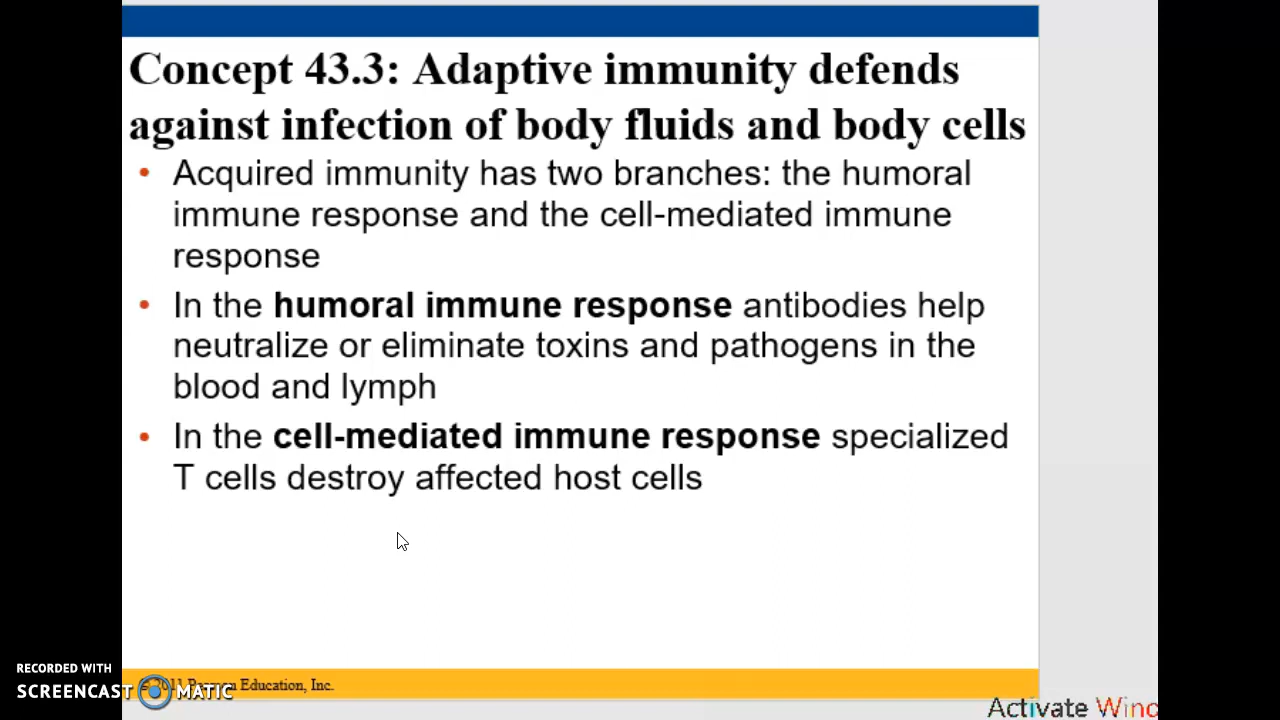 Concept 43.3: Adaptive immunity defends
against infection of body fluids and body cells
• Acquired immunity has two branches: the humoral
immune response and the cell-mediated immune
response
• In the humoral immune response antibodies help
neutralize or eliminate toxins and pathogens in the
blood and lymph
• In the cell-mediated immune response specialized
T cells destroy affected host cells
RECORDED WITH
SCREENCAST MATIC
Education, Inc.
Activate Winc